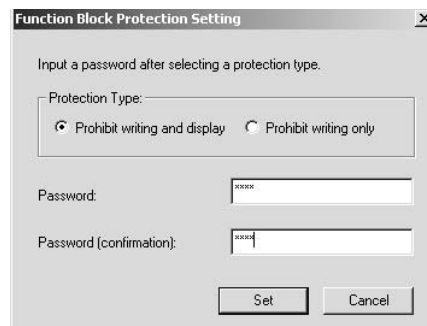 Function Block Protection Setting
Input a password after selecting a protection type.
Protection Type:
Prohibit writing and display Prohibit writing only
Password: ****
Password (confirmation): ****
Set Cancel